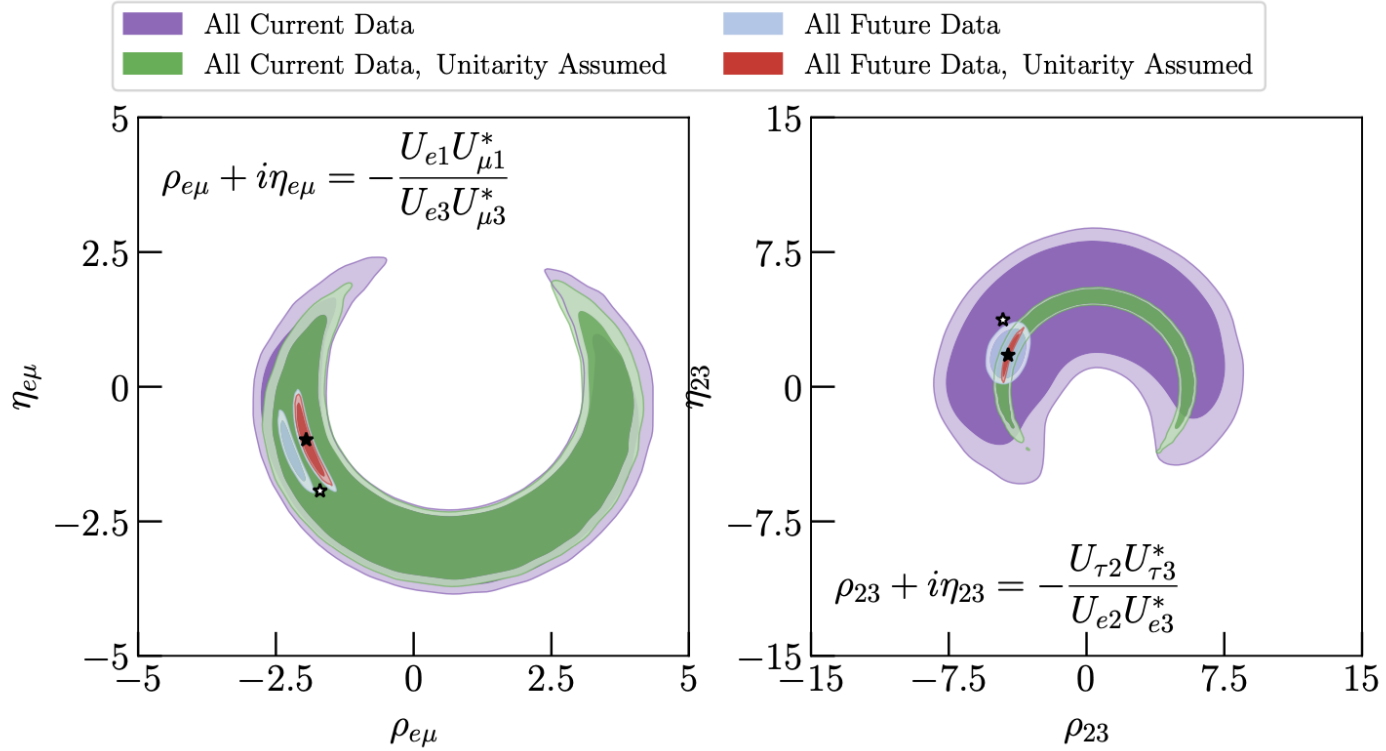 All Current Data
All Future Data
All Current Data, Unitarity Assumed
All Future Data, Unitarity Assumed
5
2.5
0
−2.5
−5
−5
−2.5
0
2.5
5
η_{eμ}
ρ_{eμ}
ρ_{eμ} + iη_{eμ} = −\frac{U_{e1}U^*_{μ1}}{U_{e3}U^*_{μ3}}
15
7.5
0
−7.5
−15
−15
−7.5
0
7.5
15
η_{23}
ρ_{23}
ρ_{23} + iη_{23} = −\frac{U_{τ2}U^*_{τ3}}{U_{e2}U^*_{e3}}